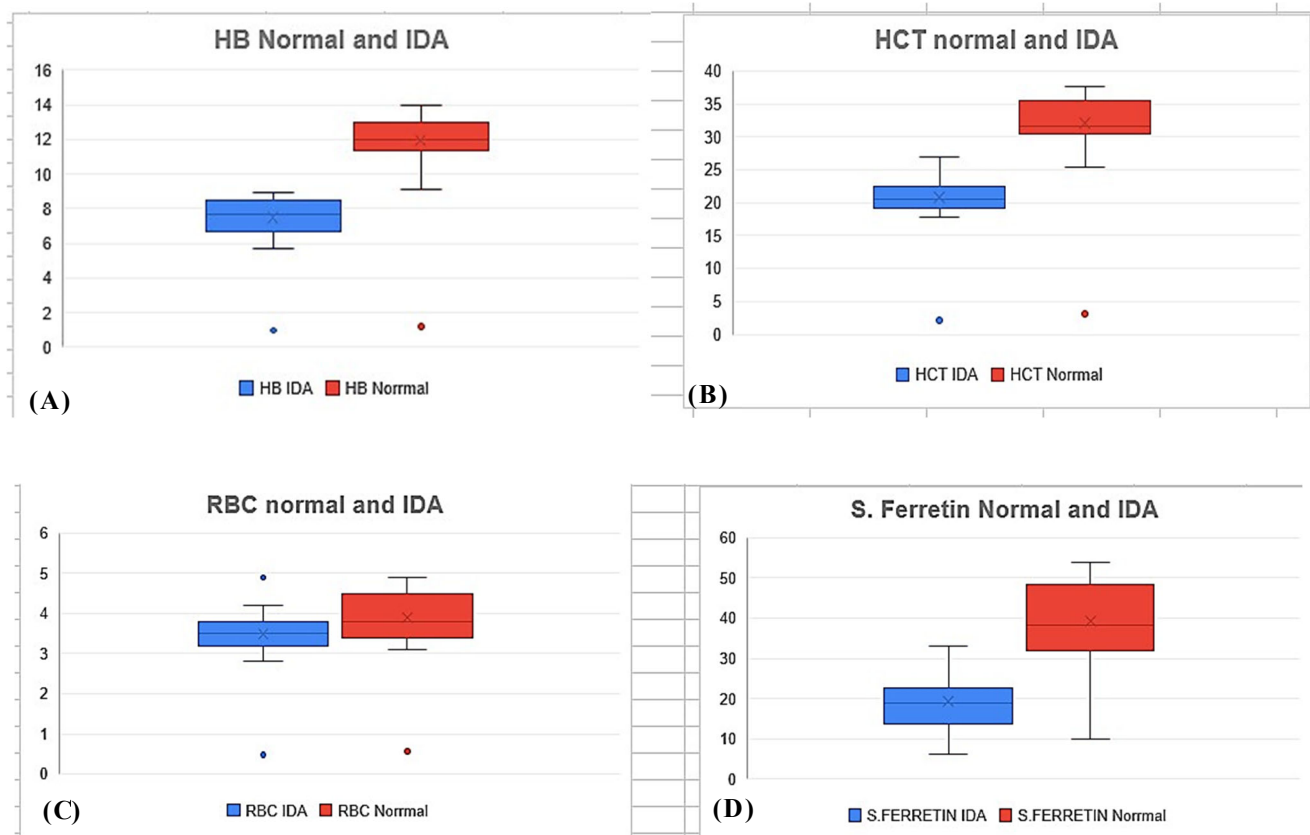 HB Normal and IDA
16
14
12
10
8
6
4
2
0
HB IDA HB Norrmal
(A)
HCT normal and IDA
40
35
30
25
20
15
10
5
0
HCT IDA HCT Norrmal
(B)
RBC normal and IDA
6
5
4
3
2
1
0
RBC IDA RBC Norrmal
(C)
S. Ferretin Normal and IDA
60
50
40
30
20
10
0
S.FERRETIN IDA S.FERRETIN Norrmal
(D)